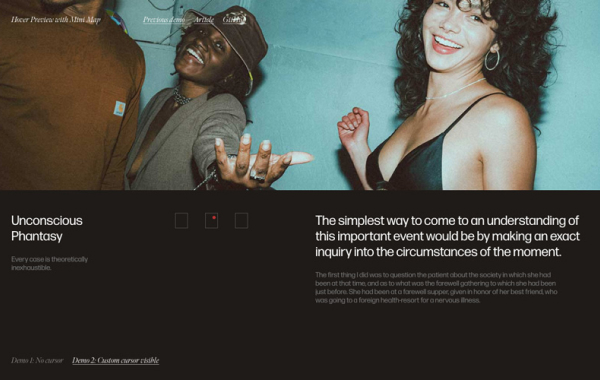 Hover Preview with Mini Map
Previous demo Article GitHub
Unconscious
Phantasy
Every case is theoretically
inexhaustible.
The simplest way to come to an understanding of
this important event would be by making an exact
inquiry into the circumstances of the moment.
The first thing I did was to question the patient about the society in which she had
been at that time, and as to what was the farewell gathering to which she had been
just before. She had been at a farewell supper, given in honor of her best friend, who
was going to a foreign health-resort for a nervous illness.
Demo 1: No cursor Demo 2: Custom cursor visible